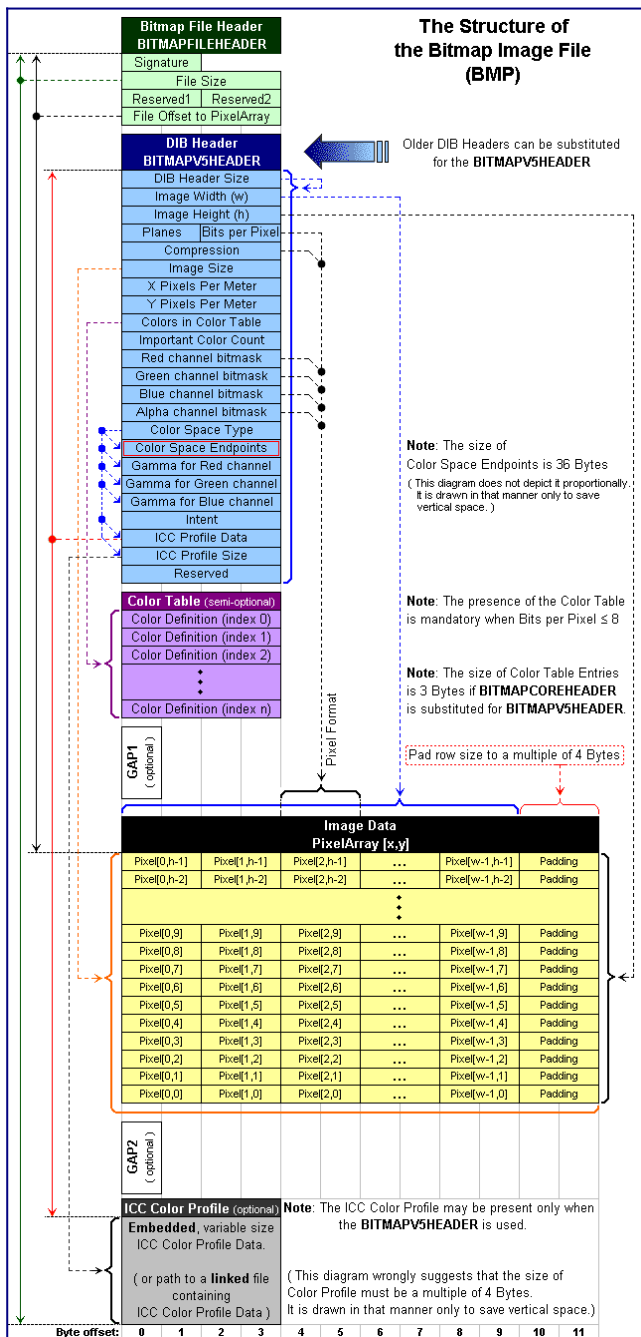 Bitmap File Header
BITMAPFILEHEADER
The Structure of
the Bitmap Image File
(BMP)
Signature
File Size
Reserved1 Reserved2
File Offset to PixelArray
DIB Header
BITMAPV5HEADER
Older DIB Headers can be substituted
for the BITMAPV5HEADER
DIB Header Size
Image Width (w)
Image Height (h)
Planes Bits per Pixel
Compression
Image Size
X Pixels Per Meter
Y Pixels Per Meter
Colors in Color Table
Important Color Count
Red channel bitmask
Green channel bitmask
Blue channel bitmask
Alpha channel bitmask
Color Space Type
Color Space Endpoints
Gamma for Red channel
Gamma for Green channel
Gamma for Blue channel
Intent
ICC Profile Data
ICC Profile Size
Reserved
Note: The size of
Color Space Endpoints is 36 Bytes
( This diagram does not depict it proportionally.
It is drawn in that manner only to save
vertical space. )
Color Table (semi-optional)
Color Definition (index 0)
Color Definition (index 1)
Color Definition (index 2)
Color Definition (index n)
Note: The presence of the Color Table
is mandatory when Bits per Pixel ≤ 8
Note: The size of Color Table Entries
is 3 Bytes if BITMAPCOREHEADER
is substituted for BITMAPV5HEADER.
GAP1
( optional )
Pixel Format
Pad row size to a multiple of 4 Bytes
Image Data
PixelArray [x,y]
Pixel[0,h-1] Pixel[1,h-1] Pixel[2,h-1] ... Pixel[w-1,h-1] Padding
Pixel[0,h-2] Pixel[1,h-2] Pixel[2,h-2] ... Pixel[w-1,h-2] Padding
Pixel[0,9] Pixel[1,9] Pixel[2,9] ... Pixel[w-1,9] Padding
Pixel[0,8] Pixel[1,8] Pixel[2,8] ... Pixel[w-1,8] Padding
Pixel[0,7] Pixel[1,7] Pixel[2,7] ... Pixel[w-1,7] Padding
Pixel[0,6] Pixel[1,6] Pixel[2,6] ... Pixel[w-1,6] Padding
Pixel[0,5] Pixel[1,5] Pixel[2,5] ... Pixel[w-1,5] Padding
Pixel[0,4] Pixel[1,4] Pixel[2,4] ... Pixel[w-1,4] Padding
Pixel[0,3] Pixel[1,3] Pixel[2,3] ... Pixel[w-1,3] Padding
Pixel[0,2] Pixel[1,2] Pixel[2,2] ... Pixel[w-1,2] Padding
Pixel[0,1] Pixel[1,1] Pixel[2,1] ... Pixel[w-1,1] Padding
Pixel[0,0] Pixel[1,0] Pixel[2,0] ... Pixel[w-1,0] Padding
GAP2
( optional )
ICC Color Profile (optional)
Embedded, variable size
ICC Color Profile Data.
( or path to a linked file
containing
ICC Color Profile Data )
Note: The ICC Color Profile may be present only
when the BITMAPV5HEADER is used.
( This diagram wrongly suggests that the size of
Color Profile must be a multiple of 4 Bytes.
It is drawn in that manner only to save vertical space.)
Byte offset: 0 1 2 3 4 5 6 7 8 9 10 11